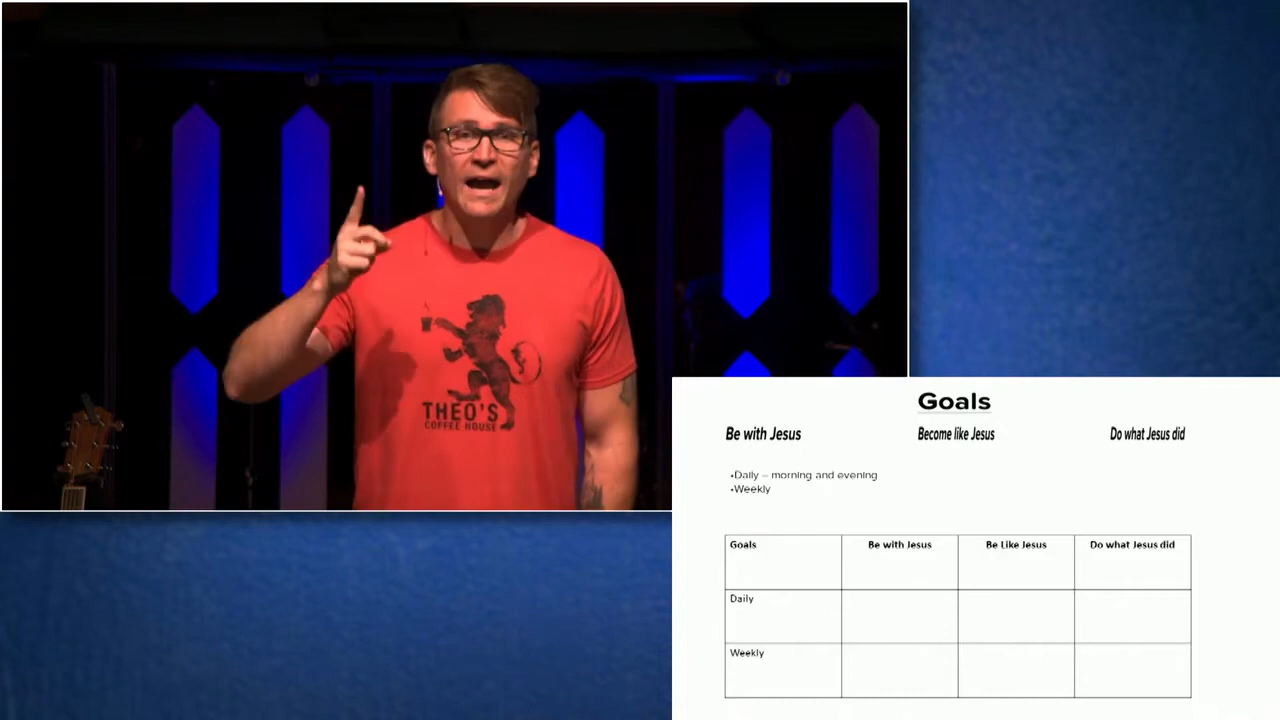 THEO'S
COFFEE HOUSE
Goals
Be with Jesus Become like Jesus Do what Jesus did
•Daily – morning and evening
•Weekly
Goals Be with Jesus Be Like Jesus Do what Jesus did
Daily
Weekly